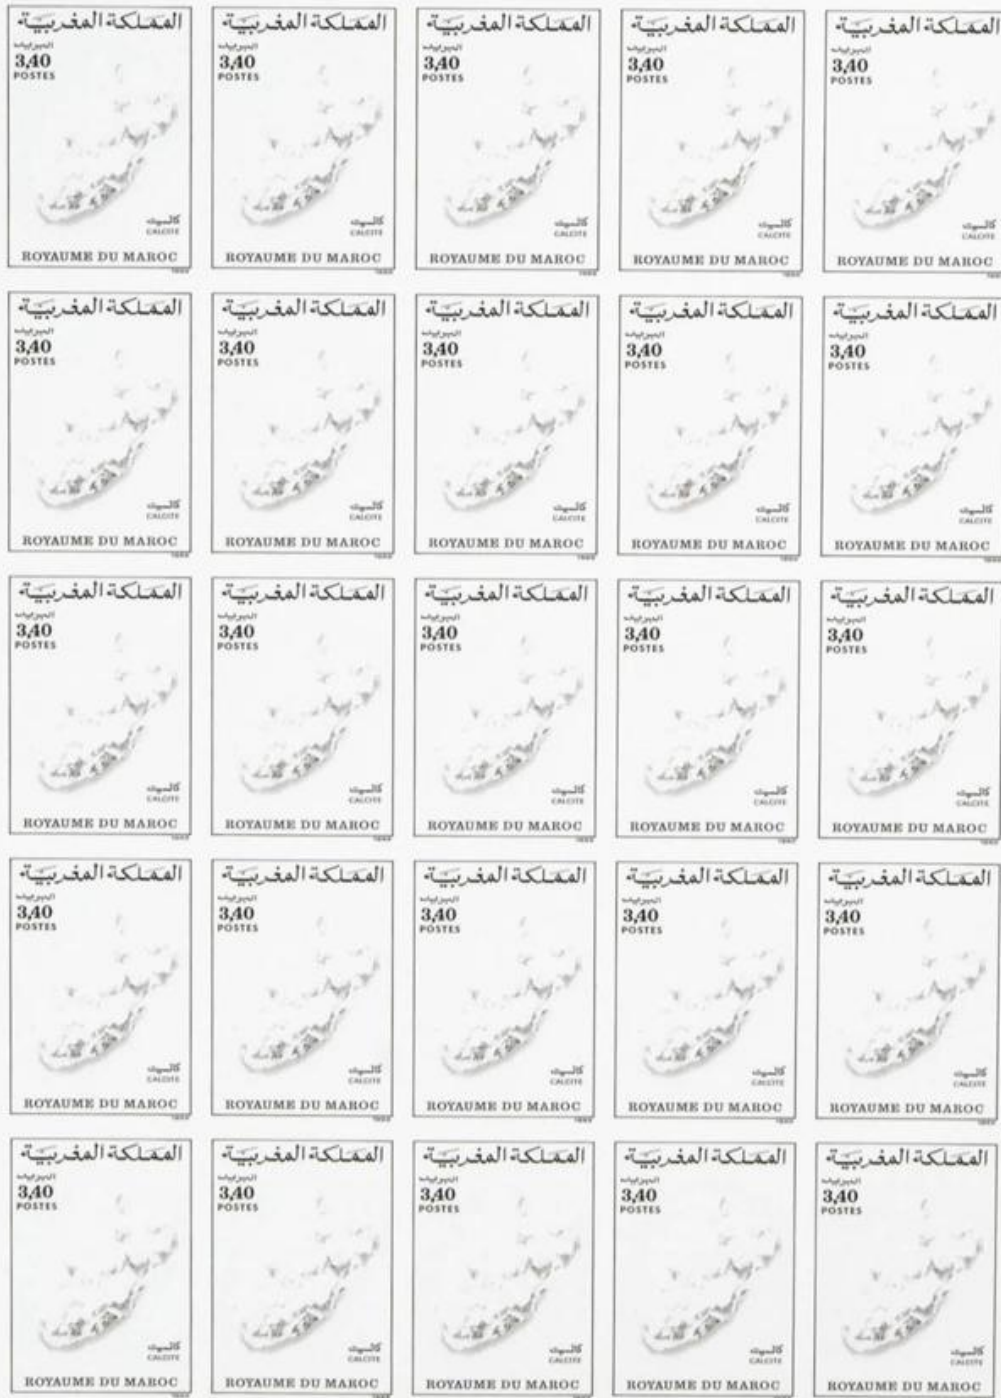 المملكة المغربية
3,40
POSTES
كالسيت
CALCITE
ROYAUME DU MAROC
المملكة المغربية
3,40
POSTES
كالسيت
CALCITE
ROYAUME DU MAROC
المملكة المغربية
3,40
POSTES
كالسيت
CALCITE
ROYAUME DU MAROC
المملكة المغربية
3,40
POSTES
كالسيت
CALCITE
ROYAUME DU MAROC
المملكة المغربية
3,40
POSTES
كالسيت
CALCITE
ROYAUME DU MAROC
المملكة المغربية
3,40
POSTES
كالسيت
CALCITE
ROYAUME DU MAROC
المملكة المغربية
3,40
POSTES
كالسيت
CALCITE
ROYAUME DU MAROC
المملكة المغربية
3,40
POSTES
كالسيت
CALCITE
ROYAUME DU MAROC
المملكة المغربية
3,40
POSTES
كالسيت
CALCITE
ROYAUME DU MAROC
المملكة المغربية
3,40
POSTES
كالسيت
CALCITE
ROYAUME DU MAROC
المملكة المغربية
3,40
POSTES
كالسيت
CALCITE
ROYAUME DU MAROC
المملكة المغربية
3,40
POSTES
كالسيت
CALCITE
ROYAUME DU MAROC
المملكة المغربية
3,40
POSTES
كالسيت
CALCITE
ROYAUME DU MAROC
المملكة المغربية
3,40
POSTES
كالسيت
CALCITE
ROYAUME DU MAROC
المملكة المغربية
3,40
POSTES
كالسيت
CALCITE
ROYAUME DU MAROC
المملكة المغربية
3,40
POSTES
كالسيت
CALCITE
ROYAUME DU MAROC
المملكة المغربية
3,40
POSTES
كالسيت
CALCITE
ROYAUME DU MAROC
المملكة المغربية
3,40
POSTES
كالسيت
CALCITE
ROYAUME DU MAROC
المملكة المغربية
3,40
POSTES
كالسيت
CALCITE
ROYAUME DU MAROC
المملكة المغربية
3,40
POSTES
كالسيت
CALCITE
ROYAUME DU MAROC
المملكة المغربية
3,40
POSTES
كالسيت
CALCITE
ROYAUME DU MAROC
المملكة المغربية
3,40
POSTES
كالسيت
CALCITE
ROYAUME DU MAROC
المملكة المغربية
3,40
POSTES
كالسيت
CALCITE
ROYAUME DU MAROC
المملكة المغربية
3,40
POSTES
كالسيت
CALCITE
ROYAUME DU MAROC
المملكة المغربية
3,40
POSTES
كالسيت
CALCITE
ROYAUME DU MAROC